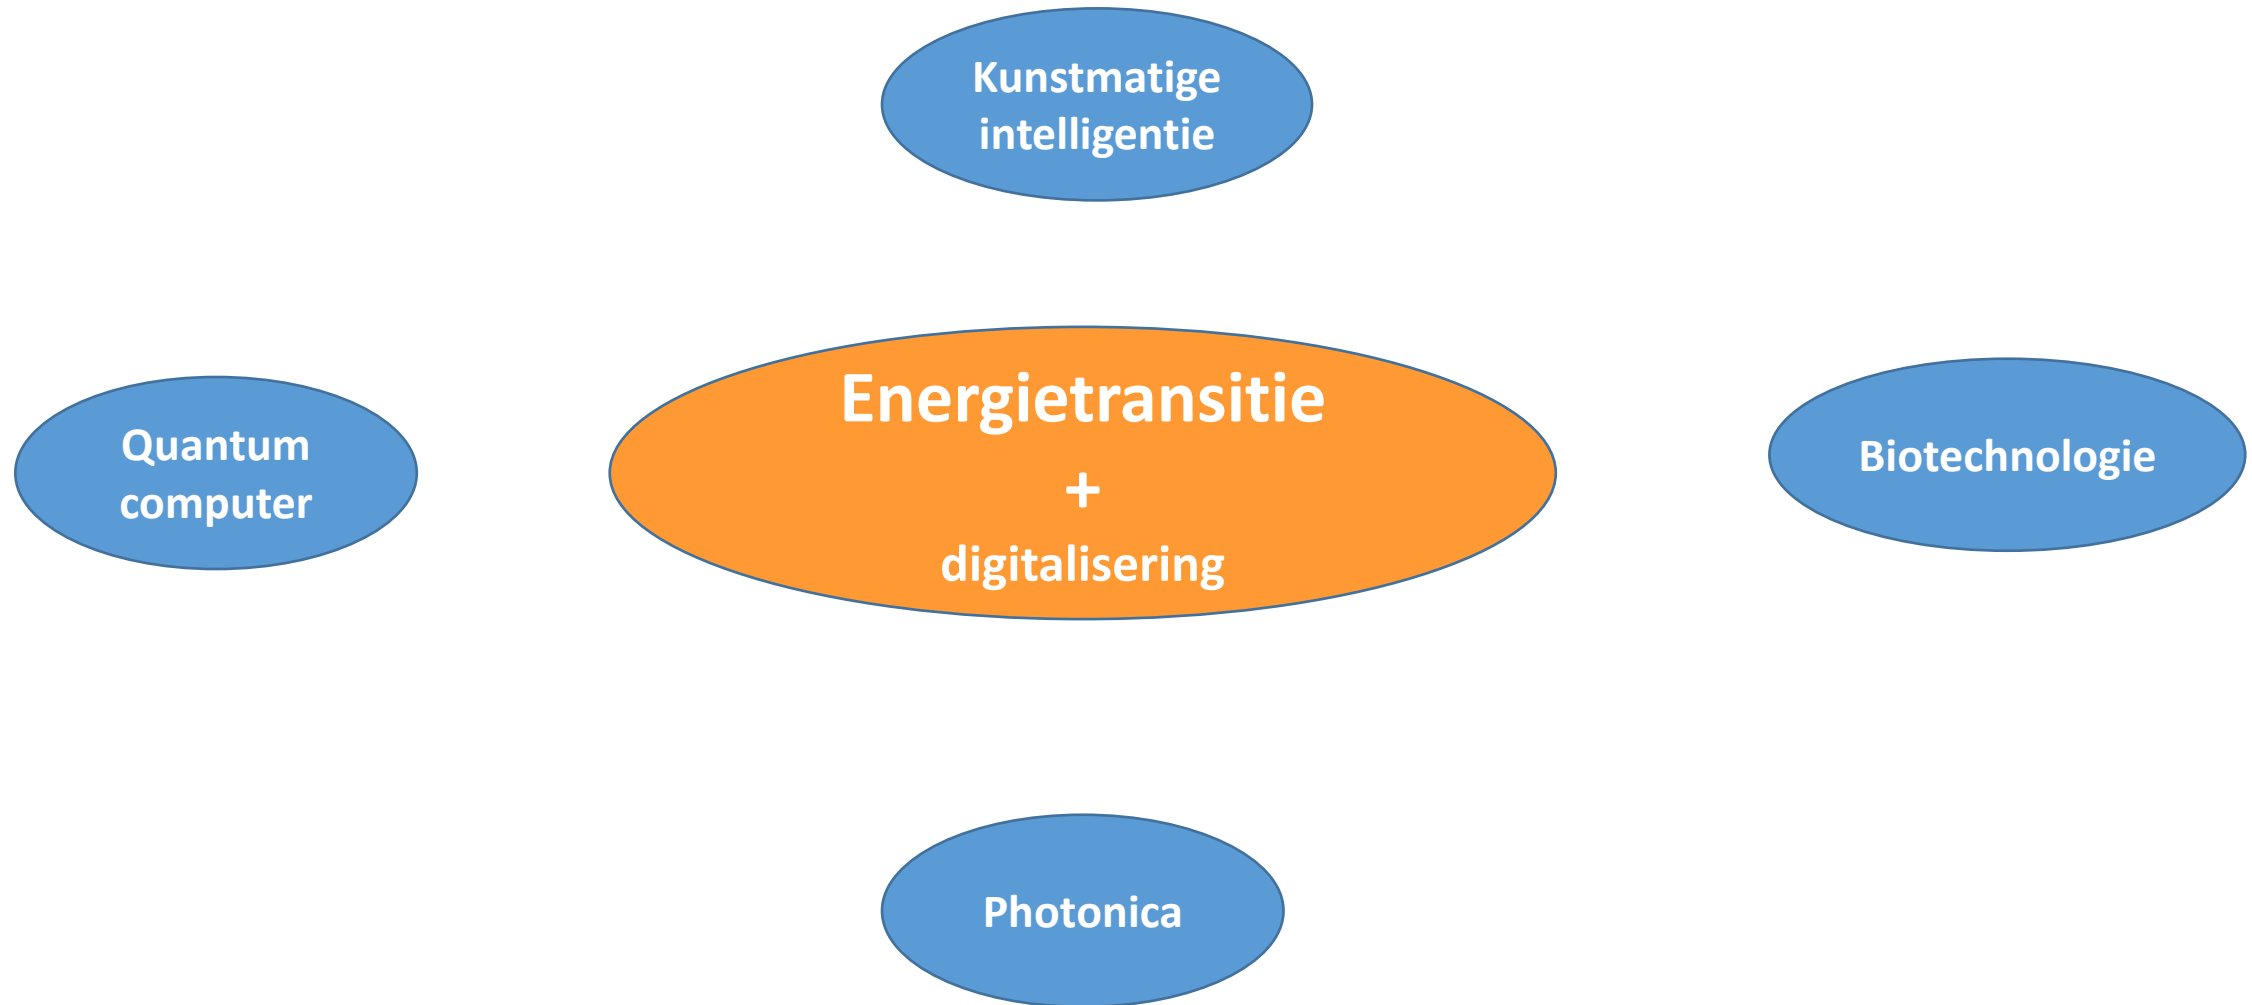 Kunstmatige
intelligentie
Energietransitie
+
digitalisering
Quantum
computer
Biotechnologie
Photonica